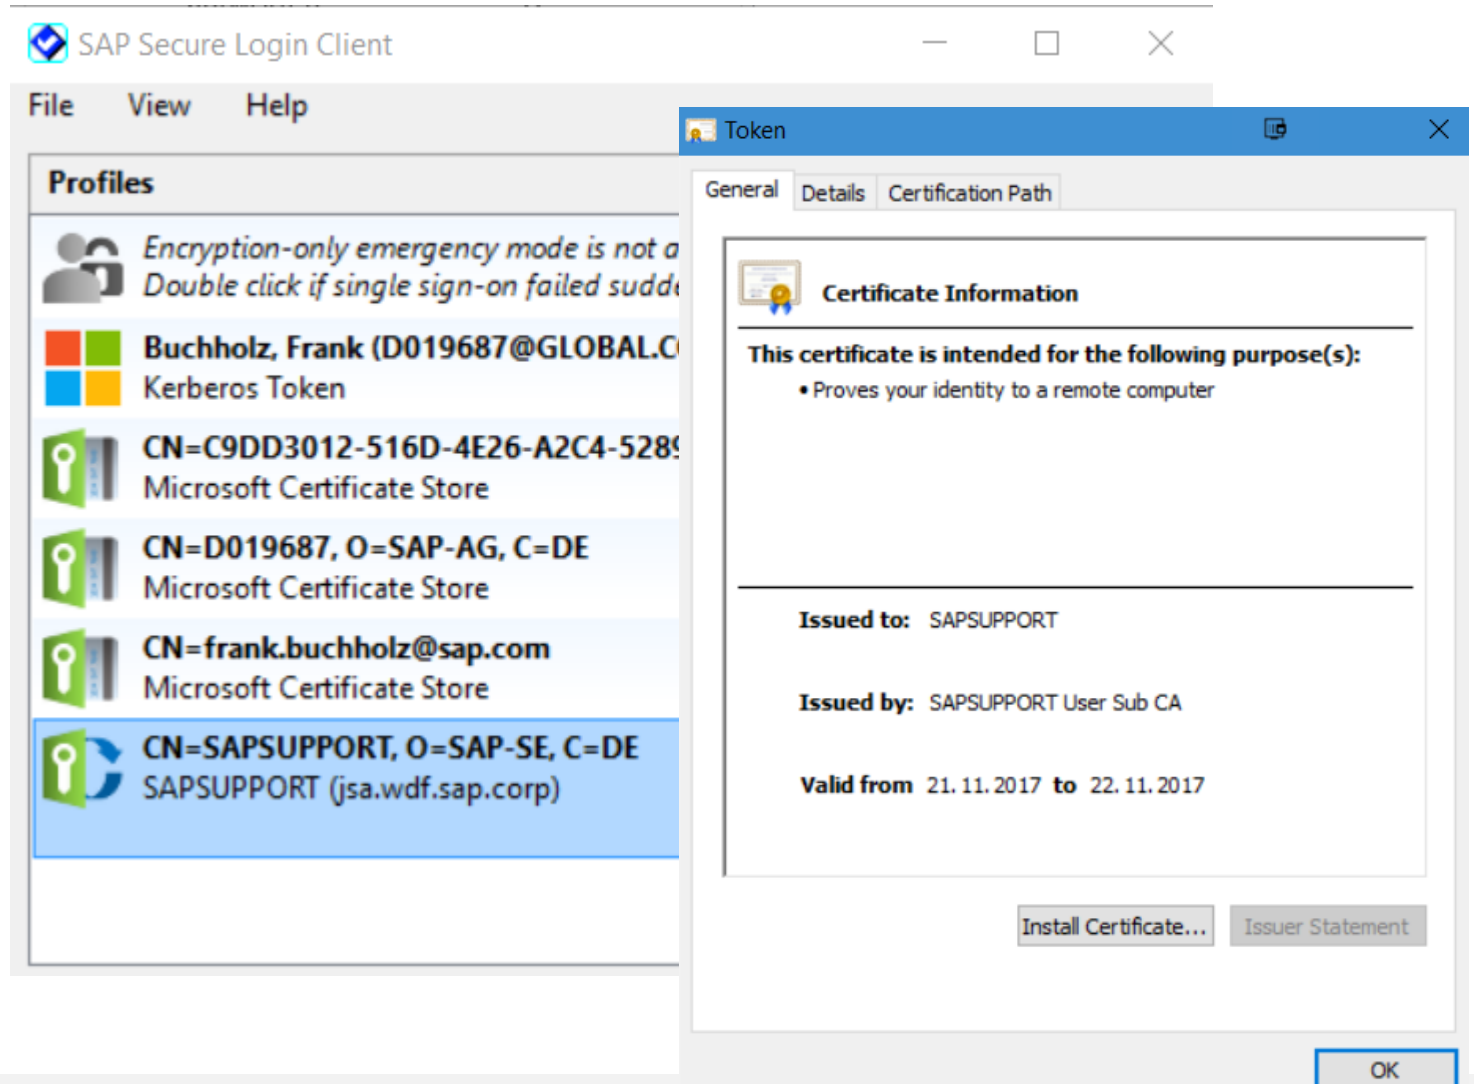 SAP Secure Login Client
File View Help
Profiles
Encryption-only emergency mode is not
Double click if single sign-on failed
Buchholz, Frank (D019687@GLOBAL.
Kerberos Token
CN=C9DD3012-516D-4E26-A2C4-5289
Microsoft Certificate Store
CN=D019687, O=SAP-AG, C=DE
Microsoft Certificate Store
CN=frank.buchholz@sap.com
Microsoft Certificate Store
CN=SAPSUPPORT, O=SAP-SE, C=DE
SAPSUPPORT (jsa.wdf.sap.corp)
Token
General Details Certification Path
Certificate Information
This certificate is intended for the following purpose(s):
• Proves your identity to a remote computer
Issued to: SAPSUPPORT
Issued by: SAPSUPPORT User Sub CA
Valid from 21.11.2017 to 22.11.2017
Install Certificate... Issuer Statement
OK